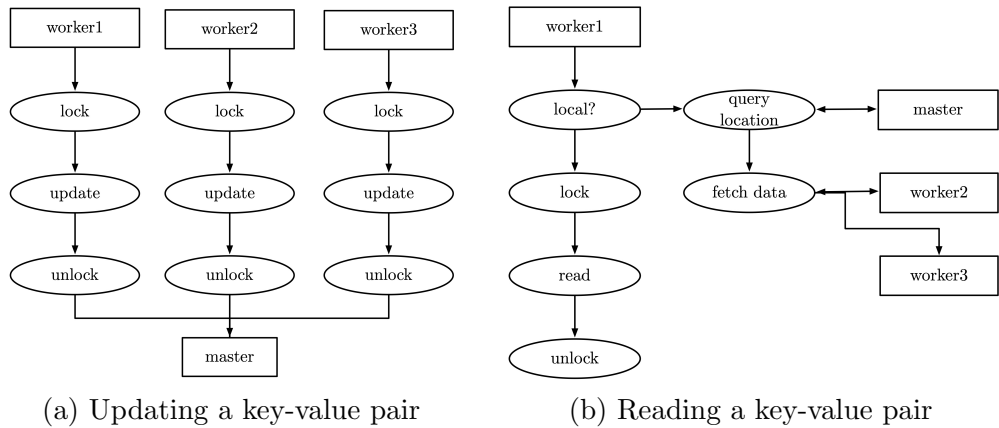 worker1
worker2
worker3
lock
lock
lock
update
update
update
unlock
unlock
unlock
master
(a) Updating a key-value pair
worker1
local?
query
location
master
lock
fetch data
worker2
read
worker3
unlock
(b) Reading a key-value pair